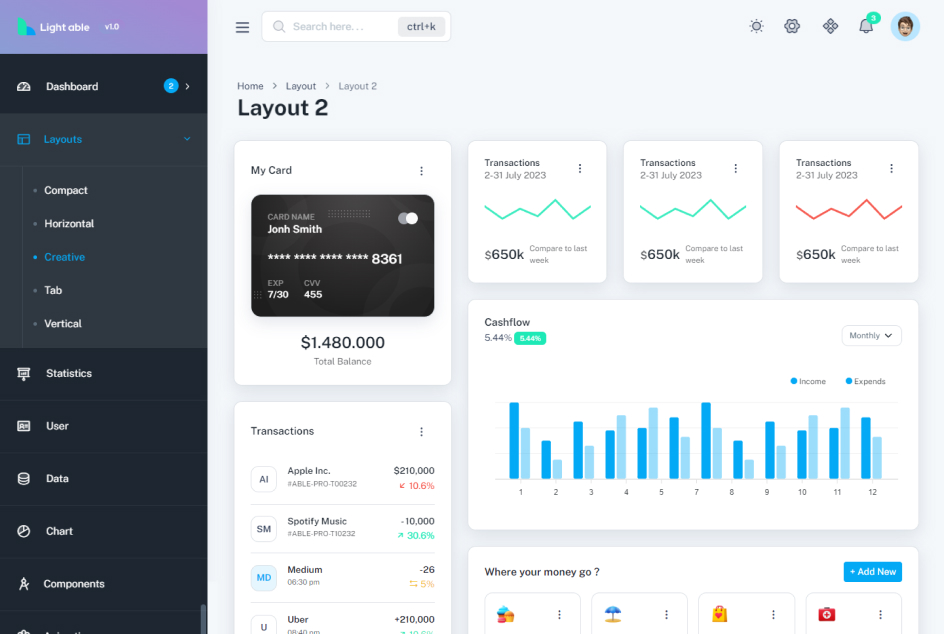 Light able v1.0
Search here... ctrl+k
3
Dashboard 2
Layouts
Compact
Horizontal
Creative
Tab
Vertical
Statistics
User
Data
Chart
Components
Home > Layout > Layout 2
Layout 2
My Card
CARD NAME
Jonh Smith
**** **** **** **** 8361
EXP CVV
7/30 455
$1.480.000
Total Balance
Transactions
2-31 July 2023
$650k Compare to last
week
Transactions
2-31 July 2023
$650k Compare to last
week
Transactions
2-31 July 2023
$650k Compare to last
week
Cashflow
5.44% 5.44%
Monthly
Income Expends
1 2 3 4 5 7 8 9 10 11 12
Transactions
AI Apple Inc. $210,000
#ABLE-PRO-T00232 10.6%
SM Spotify Music -10,000
#ABLE-PRO-T10232 30.6%
MD Medium -26
06:30 pm 5%
U Uber +210,000
08:40 pm
Where your money go ?
+ Add New